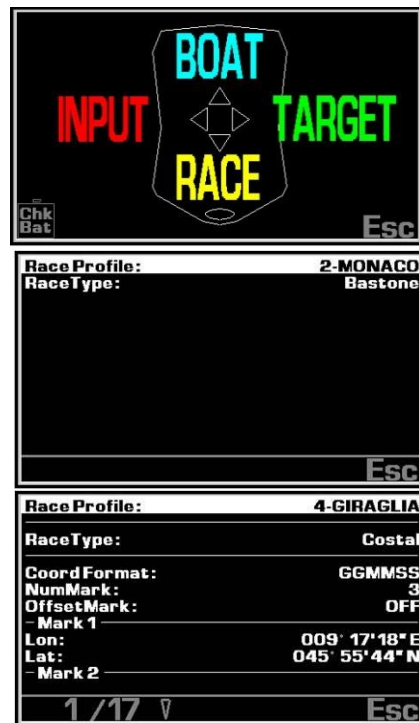 BOAT
INPUT TARGET
RACE
Chk
Bat Esc
Race Profile: 2-MONACO
RaceType: Bastone
Esc
Race Profile: 4-GIRAGLIA
RaceType: Costal
CoordFormat: GGMMSS
NumMark: 3
OffsetMark: OFF
Mark 1
Lon: 009° 17'18" E
Lat: 045° 55'44" N
Mark 2
1 /17 Esc